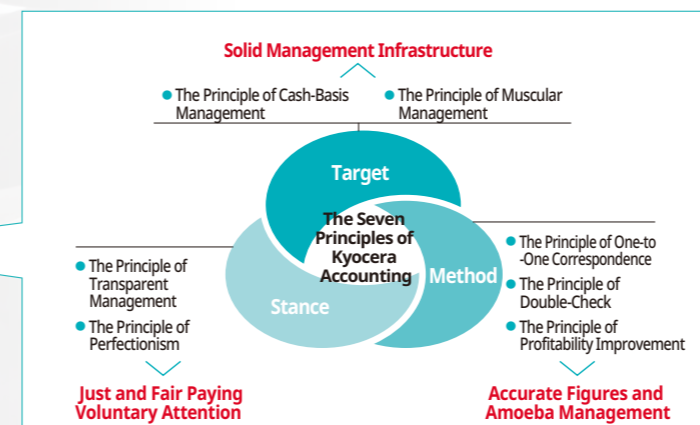 Solid Management Infrastructure
The Principle of Cash-Basis
Management
The Principle of Muscular
Management
Target
The Seven
Principles of
Kyocera
Accounting
Method
Stance
The Principle of
Transparent
Management
The Principle of
Perfectionism
Just and Fair Paying
Voluntary Attention
The Principle of One-to
-One Correspondence
The Principle of
Double-Check
The Principle of
Profitability Improvement
Accurate Figures and
Amoeba Management